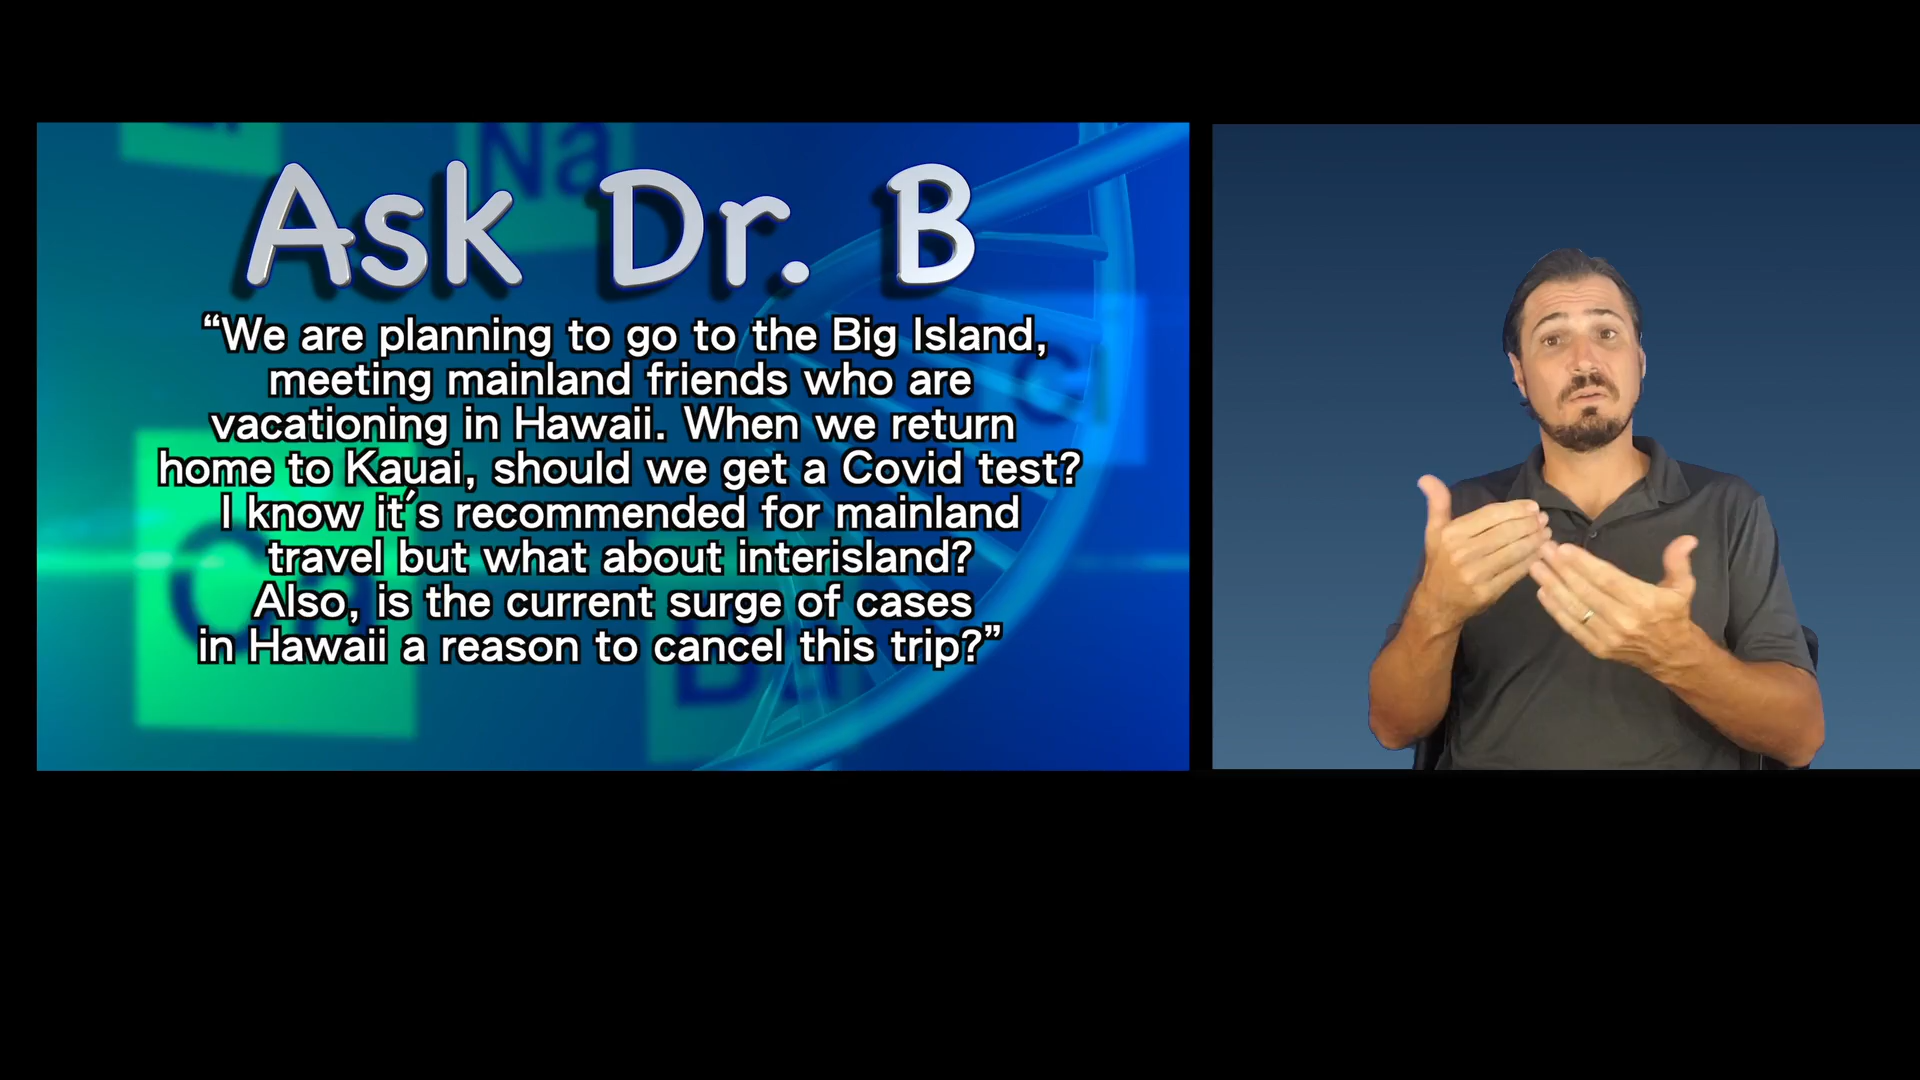 Na
Ask Dr. B
“We are planning to go to the Big Island,
meeting mainland friends who are
vacationing in Hawaii. When we return
home to Kauai, should we get a Covid test?
I know it′s recommended for mainland
travel but what about interisland?
Also, is the current surge of cases
in Hawaii a reason to cancel this trip?”